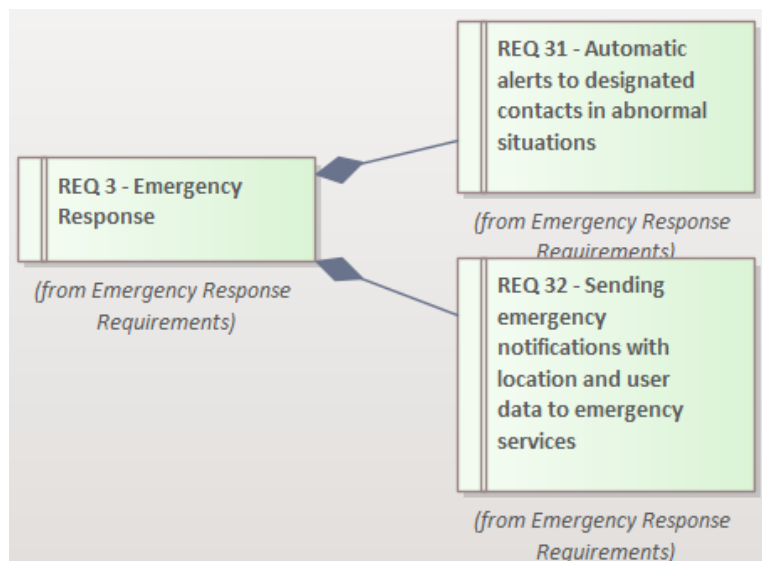 REQ 3 - Emergency
Response
(from Emergency Response
Requirements)
REQ 31 - Automatic
alerts to designated
contacts in abnormal
situations
(from Emergency Response
Requirements)
REQ 32 - Sending
emergency
notifications with
location and user
data to emergency
services
(from Emergency Response
Requirements)